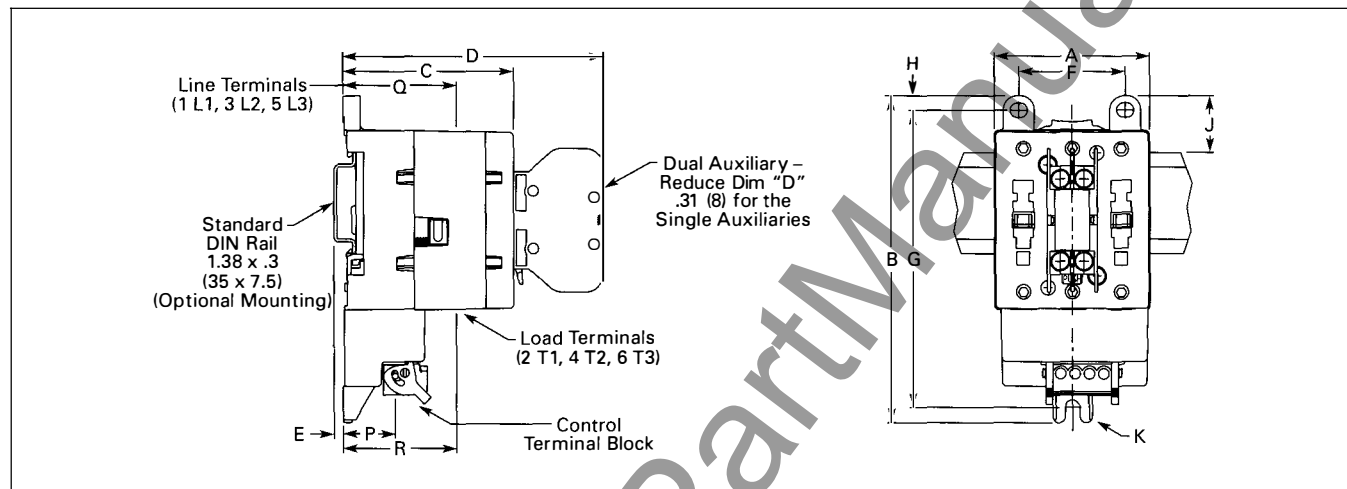 D
C
Q
Line Terminals
(1 L1, 3 L2, 5 L3)
Standard
DIN Rail
1.38 x .3
(35 x 7.5)
(Optional Mounting)
Dual Auxiliary –
Reduce Dim "D"
.31 (8) for the
Single Auxiliaries
Load Terminals
(2 T1, 4 T2, 6 T3)
Control
Terminal Block
E
P
R
A
F
H
J
B
G
K
PartManua